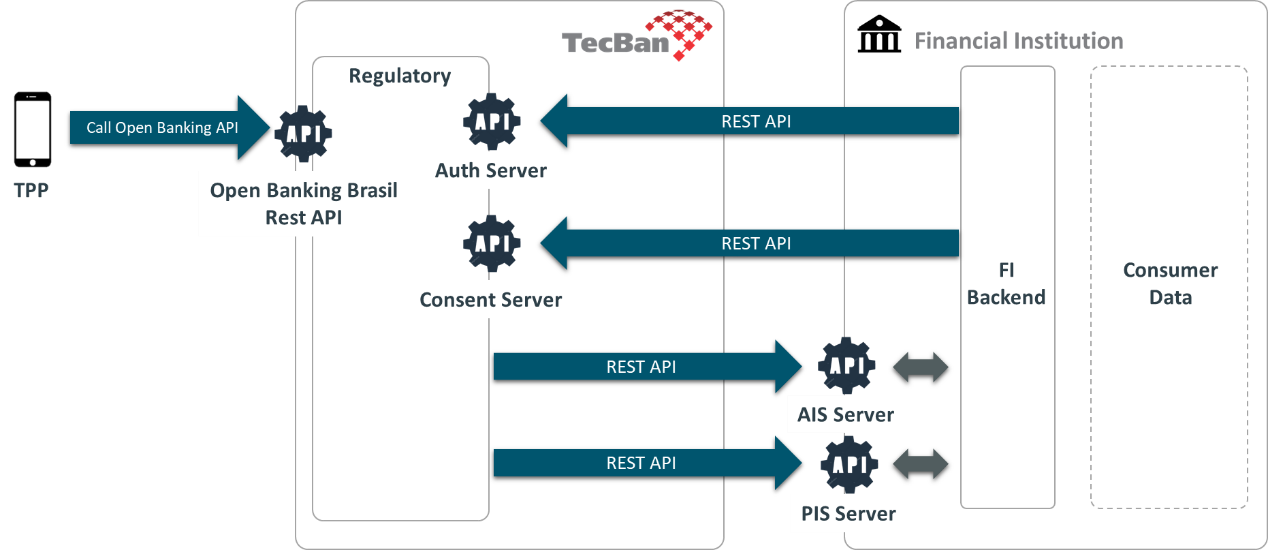 TecBan
Financial Institution
Regulatory
API
Call Open Banking API
API
REST API
TPP
Auth Server
Open Banking Brasil
Rest API
API
REST API
Consent Server
FI
Backend
Consumer
Data
REST API
API
AIS Server
REST API
API
PIS Server